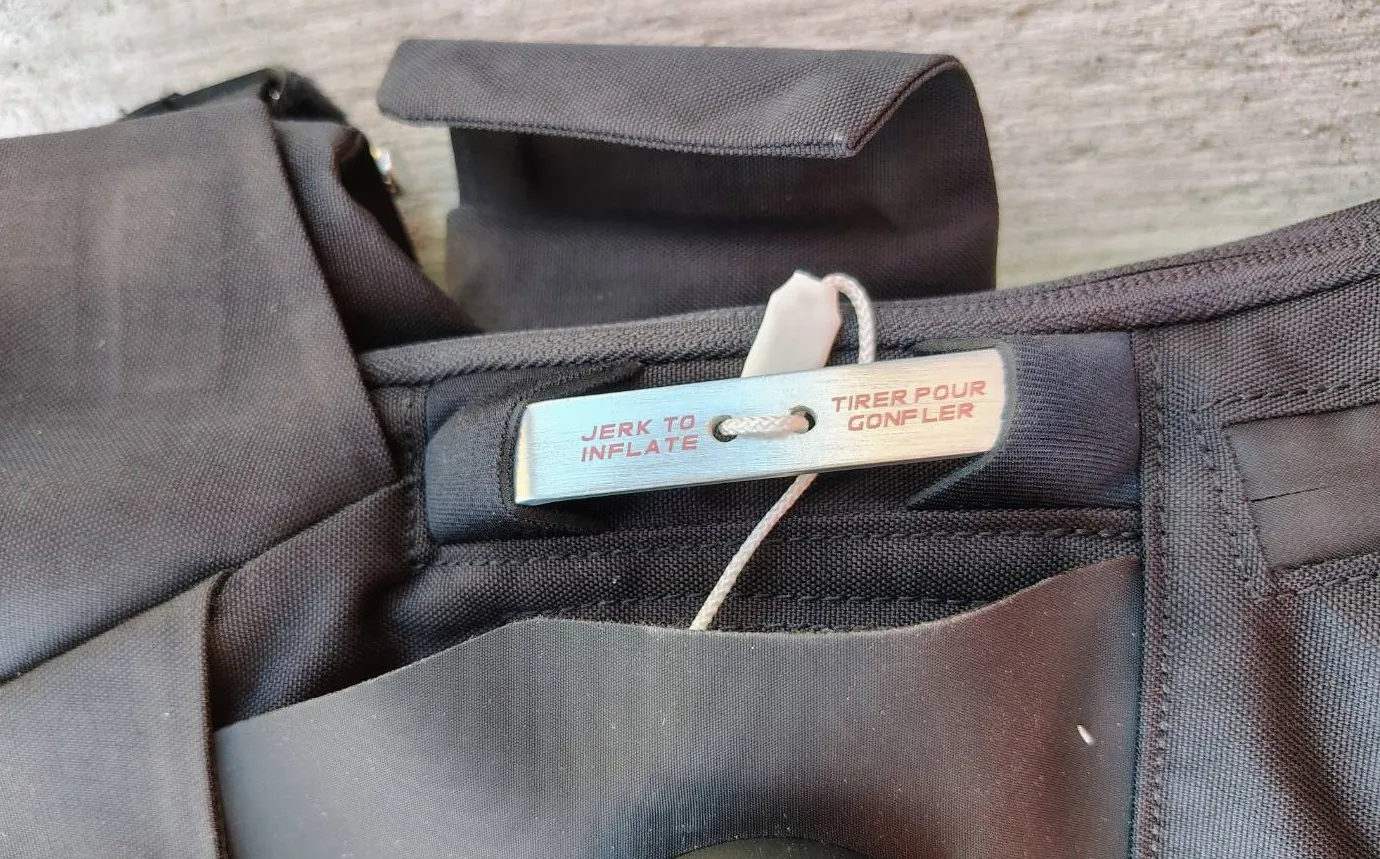 JERK TO
INFLATE
TIRER POUR
GONFLER